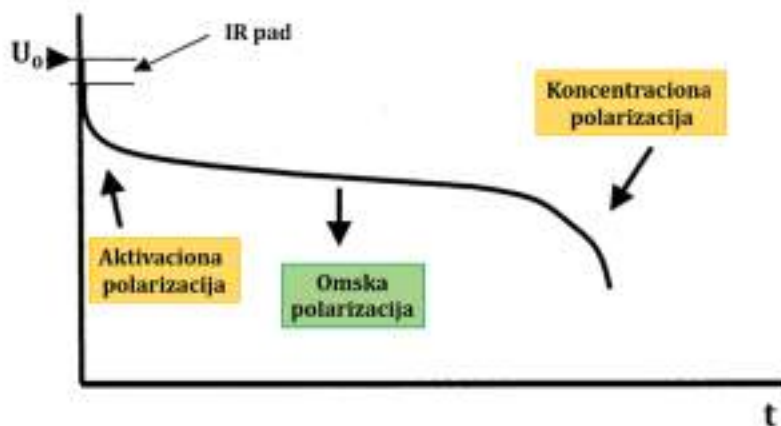 IR pad
U₀
Koncentraciona
polarizacija
Aktivaciona
polarizacija
Omska
polarizacija
t